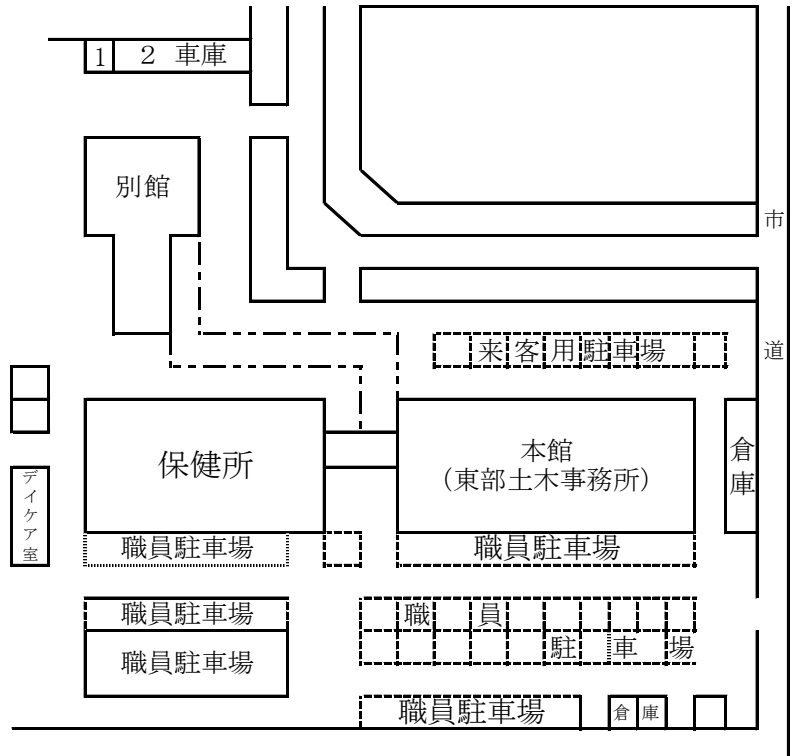 1 2 車庫
別館
市道
来客用駐車場
保健所
本館
(東部土木事務所)
倉庫
デイケア室
職員駐車場
職員駐車場
職員駐車場
職員駐車場
職員駐車場
職員駐車場
倉庫